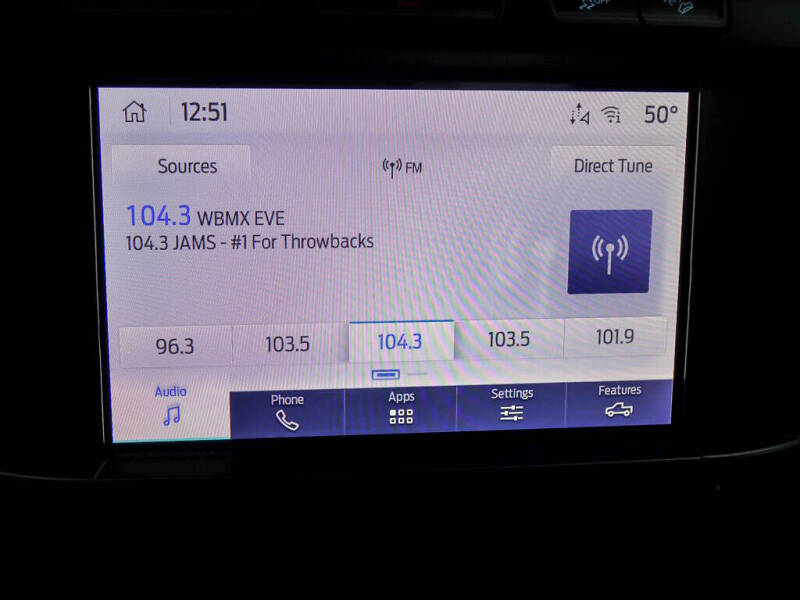 12:51 50°
Sources FM Direct Tune
104.3 WBMX EVE
104.3 JAMS - #1 For Throwbacks
96.3 103.5 104.3 103.5 101.9
Audio Phone Apps Settings Features